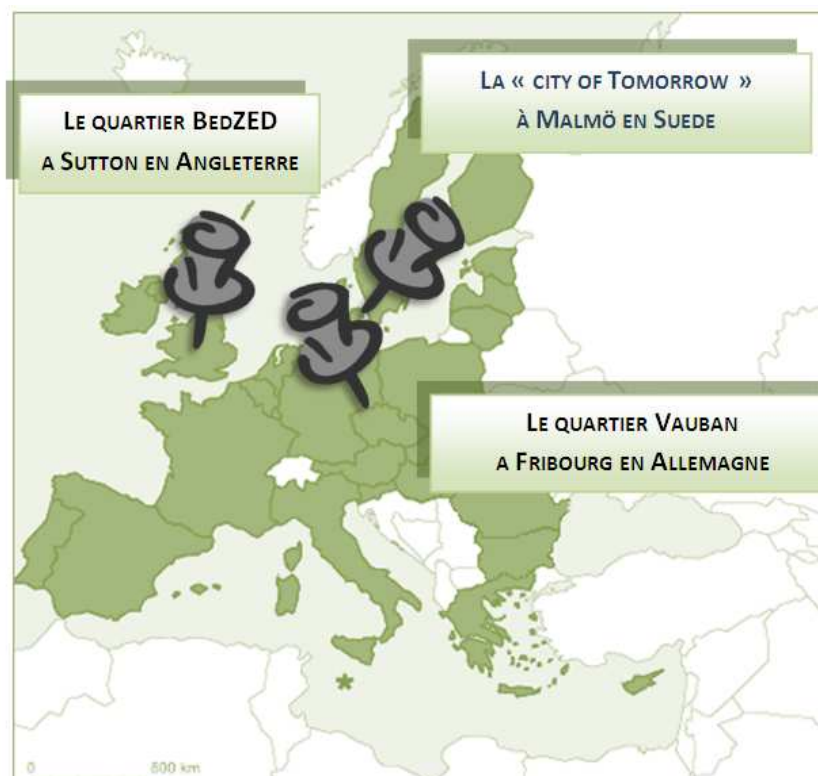 LE QUARTIER BEDZED
A SUTTON EN ANGLETERRE
LA « CITY OF TOMORROW »
À MALMÖ EN SUEDE
LE QUARTIER VAUBAN
A FRIBOURG EN ALLEMAGNE
0 600 km